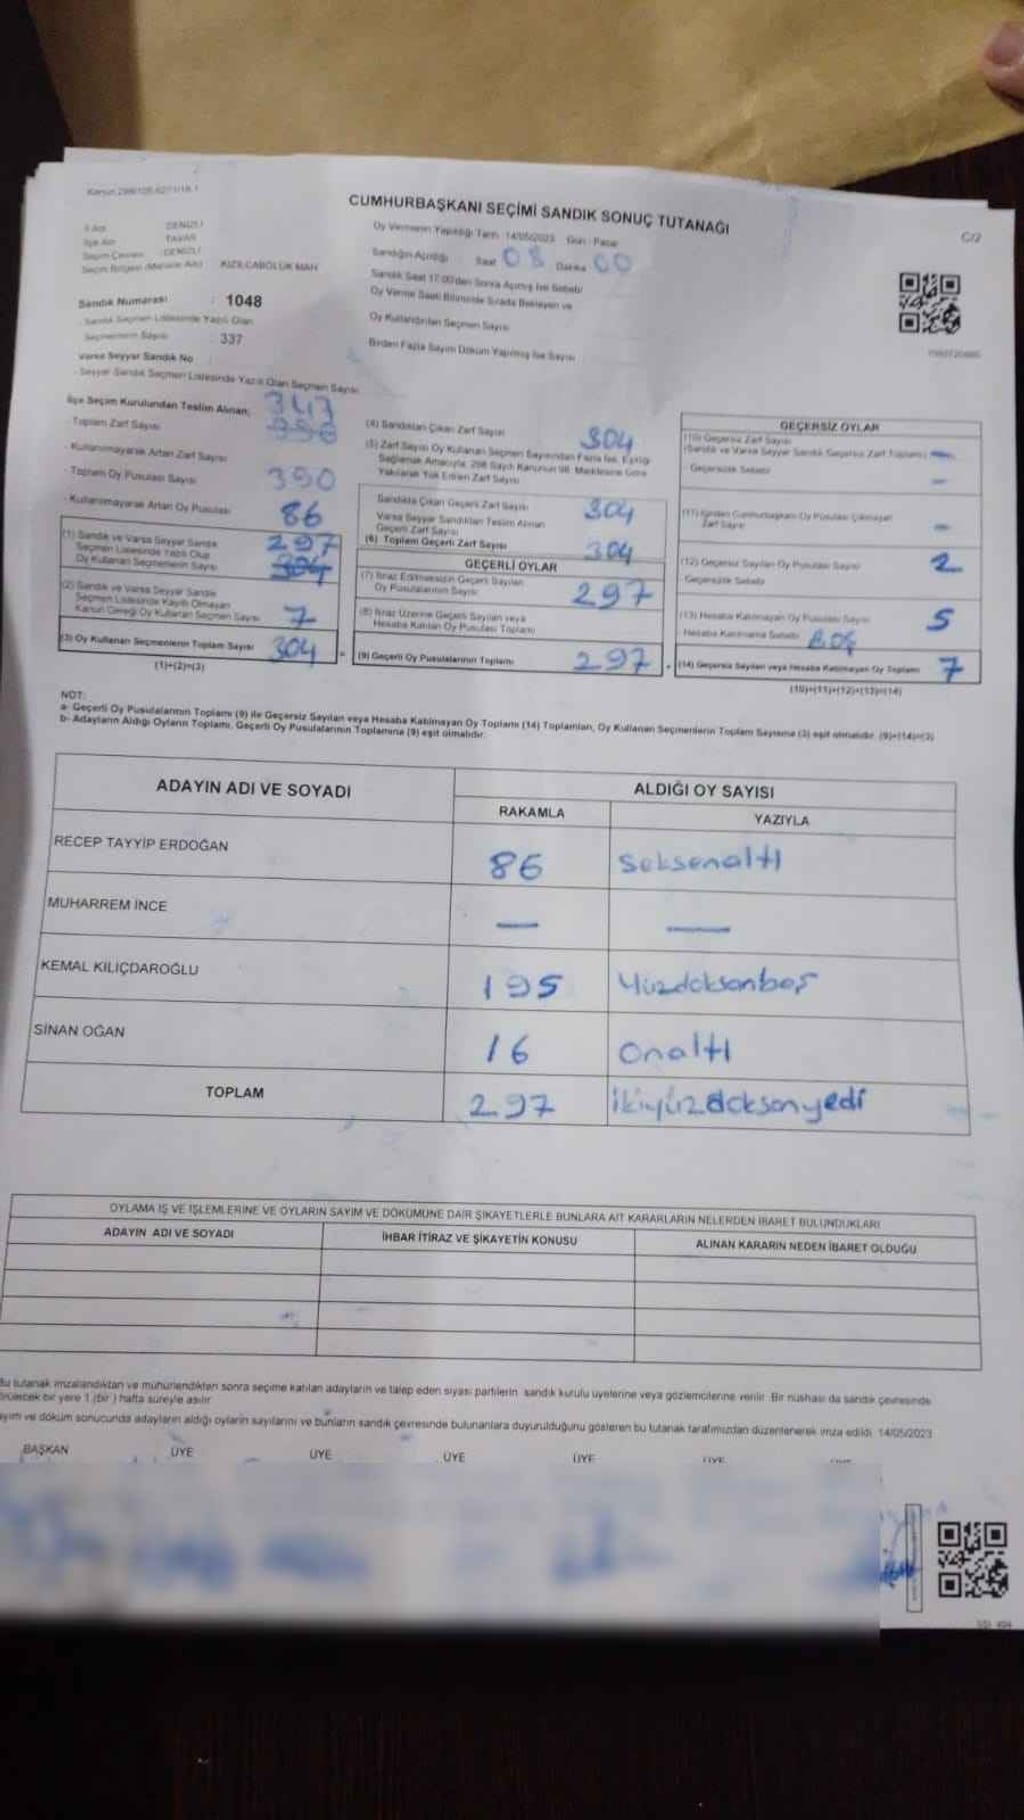 Kanun 298/105
CUMHURBAŞKANI SEÇİMİ SANDIK SONUÇ TUTANAĞI
C/2
İl Adı DENİZLİ
İlçe Adı TAVAS
Seçim Çevresi DENİZLİ
Seçim Bölgesi (Mahalle Adı) KIZILCABÖLÜK MAH.
Oy Vermenin Yapıldığı Tarih 14/05/2023 Gün: Pazar
Sandığın Açıldığı Saat 08 Dakika 00
Sandık Saat 17.00'den Sonra Açılmış İse Sebebi
Oy Verme Saati Bitiminde Sırada Bekleyen ve
Oy Kullandırılan Seçmen Sayısı
Birden Fazla Sayım Döküm Yapılmış İse Sayısı
Sandık Numarası : 1048
Sandık Seçmen Listesinde Yazılı Olan
Seçmenlerin Sayısı : 337
Varsa Seyyar Sandık No
- Seyyar Sandık Seçmen Listesinde Yazılı Olan Seçmen Sayısı
İlçe Seçim Kurulundan Teslim Alınan;
Toplam Zarf Sayısı
- Kullanılmayarak Artan Zarf Sayısı
Toplam Oy Pusulası Sayısı 390
- Kullanılmayarak Artan Oy Pusulası 86
(1) Sandık ve Varsa Seyyar Sandık
Seçmen Listesinde Yazılı Olup
Oy Kullanan Seçmenlerin Sayısı
297
304
(2) Sandık ve Varsa Seyyar Sandık
Seçmen Listesinde Kayıtlı Olmayan
Kanun Gereği Oy Kullanan Seçmen Sayısı 7
(3) Oy Kullanan Seçmenlerin Toplam Sayısı 304
(1)+(2)=(3)
(4) Sandıktan Çıkan Zarf Sayısı 304
(5) Zarf Sayısı Oy Kullanan Seçmen Sayısından Fazla İse, Eşitliği
Sağlamak Amacıyla, 298 Sayılı Kanunun 98. Maddesine Göre
Yakılarak Yok Edilen Zarf Sayısı
Sandıkta Çıkan Geçerli Zarf Sayısı 304
Varsa Seyyar Sandıktan Teslim Alınan
Geçerli Zarf Sayısı
(6) Toplam Geçerli Zarf Sayısı 304
GEÇERLİ OYLAR
(7) İtiraz Edilmeksizin Geçerli Sayılan
Oy Pusulalarının Sayısı 297
(8) İtiraz Üzerine Geçerli Sayılan veya
Hesaba Katılan Oy Pusulası Toplamı
(9) Geçerli Oy Pusulalarının Toplamı 297
GEÇERSİZ OYLAR
(10) Geçersiz Zarf Sayısı
(Sandık ve Varsa Seyyar Sandık Geçersiz Zarf Toplamı) —
Geçersizlik Sebebi —
(11) İçinden Cumhurbaşkanı Oy Pusulası Çıkmayan
Zarf Sayısı —
(12) Geçersiz Sayılan Oy Pusulası Sayısı 2
Geçersizlik Sebebi
(13) Hesaba Katılmayan Oy Pusulası Sayısı 5
Hesaba Katılmama Sebebi BOŞ
(14) Geçersiz Sayılan veya Hesaba Katılmayan Oy Toplamı 7
(10)+(11)+(12)+(13)=(14)
NOT:
a- Geçerli Oy Pusulalarının Toplamı (9) ile Geçersiz Sayılan veya Hesaba Katılmayan Oy Toplamı (14) Toplamları, Oy Kullanan Seçmenlerin Toplam Sayısına (3) eşit olmalıdır. (9)+(14)=(3)
b- Adayların Aldığı Oyların Toplamı, Geçerli Oy Pusulalarının Toplamına (9) eşit olmalıdır.
ADAYIN ADI VE SOYADI
ALDIĞI OY SAYISI
RAKAMLA YAZIYLA
RECEP TAYYİP ERDOĞAN 86 Seksenaltı
MUHARREM İNCE — —
KEMAL KILIÇDAROĞLU 195 Yüzdoksanbeş
SİNAN OĞAN 16 Onaltı
TOPLAM 297 İkiyüzdoksanyedi
OYLAMA İŞ VE İŞLEMLERİNE VE OYLARIN SAYIM VE DÖKÜMÜNE DAİR ŞİKAYETLERLE BUNLARA AİT KARARLARIN NELERDEN İBARET BULUNDUKLARI
ADAYIN ADI VE SOYADI İHBAR İTİRAZ VE ŞİKAYETİN KONUSU ALINAN KARARIN NEDEN İBARET OLDUĞU
Bu tutanak imzalandıktan ve mühürlendikten sonra seçime katılan adayların ve talep eden siyasi partilerin sandık kurulu üyelerine veya gözlemcilerine verilir. Bir nüshası da sandık çevresinde
bir yere 1 (bir) hafta süreyle asılır.
ve döküm sonucunda adayların aldığı oyların sayılarını ve bunların sandık çevresinde bulunanlara duyurulduğunu gösteren bu tutanak tarafımızdan düzenlenerek imza edildi. 14/05/2023
BAŞKAN ÜYE ÜYE ÜYE ÜYE ÜYE